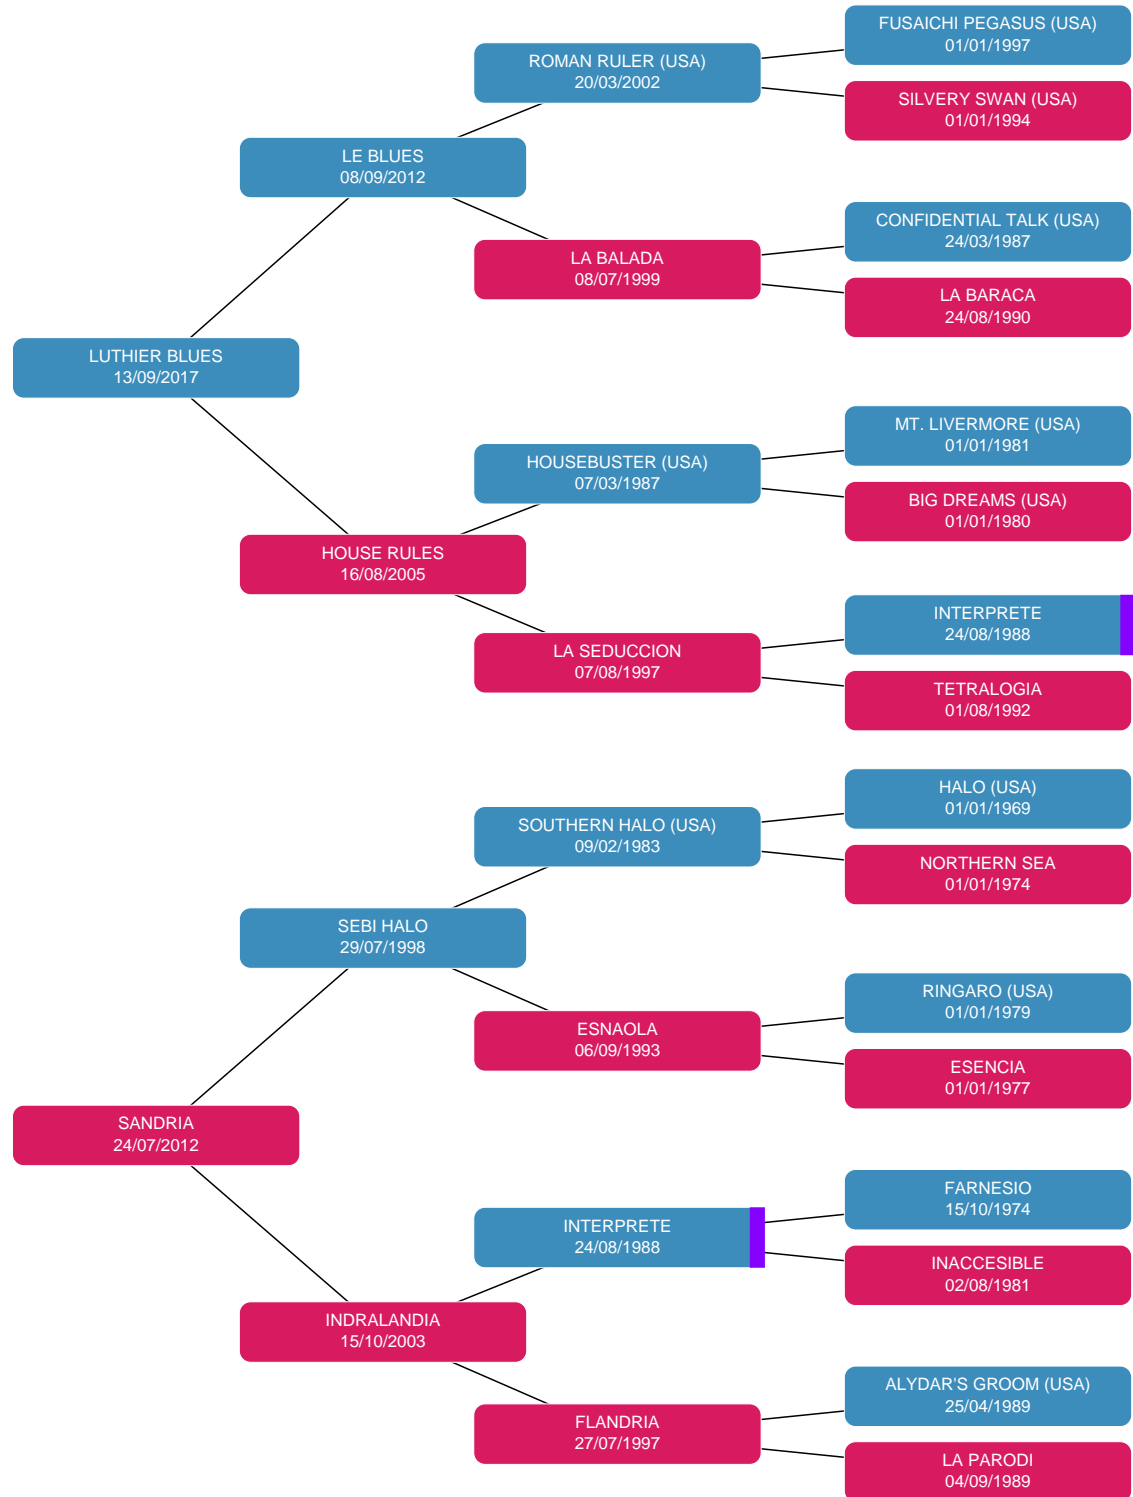 FUSAICHI PEGASUS (USA)
01/01/1997
ROMAN RULER (USA)
20/03/2002
SILVERY SWAN (USA)
01/01/1994
LE BLUES
08/09/2012
CONFIDENTIAL TALK (USA)
24/03/1987
LA BALADA
08/07/1999
LA BARACA
24/08/1990
LUTHIER BLUES
13/09/2017
MT. LIVERMORE (USA)
01/01/1981
HOUSEBUSTER (USA)
07/03/1987
BIG DREAMS (USA)
01/01/1980
HOUSE RULES
16/08/2005
INTERPRETE
24/08/1988
LA SEDUCCION
07/08/1997
TETRALOGIA
01/08/1992
HALO (USA)
01/01/1969
SOUTHERN HALO (USA)
09/02/1983
NORTHERN SEA
01/01/1974
SEBI HALO
29/07/1998
RINGARO (USA)
01/01/1979
ESNAOLA
06/09/1993
ESENCIA
01/01/1977
SANDRIA
24/07/2012
FARNESIO
15/10/1974
INTERPRETE
24/08/1988
INACCESIBLE
02/08/1981
INDRALANDIA
15/10/2003
ALYDAR'S GROOM (USA)
25/04/1989
FLANDRIA
27/07/1997
LA PARODI
04/09/1989